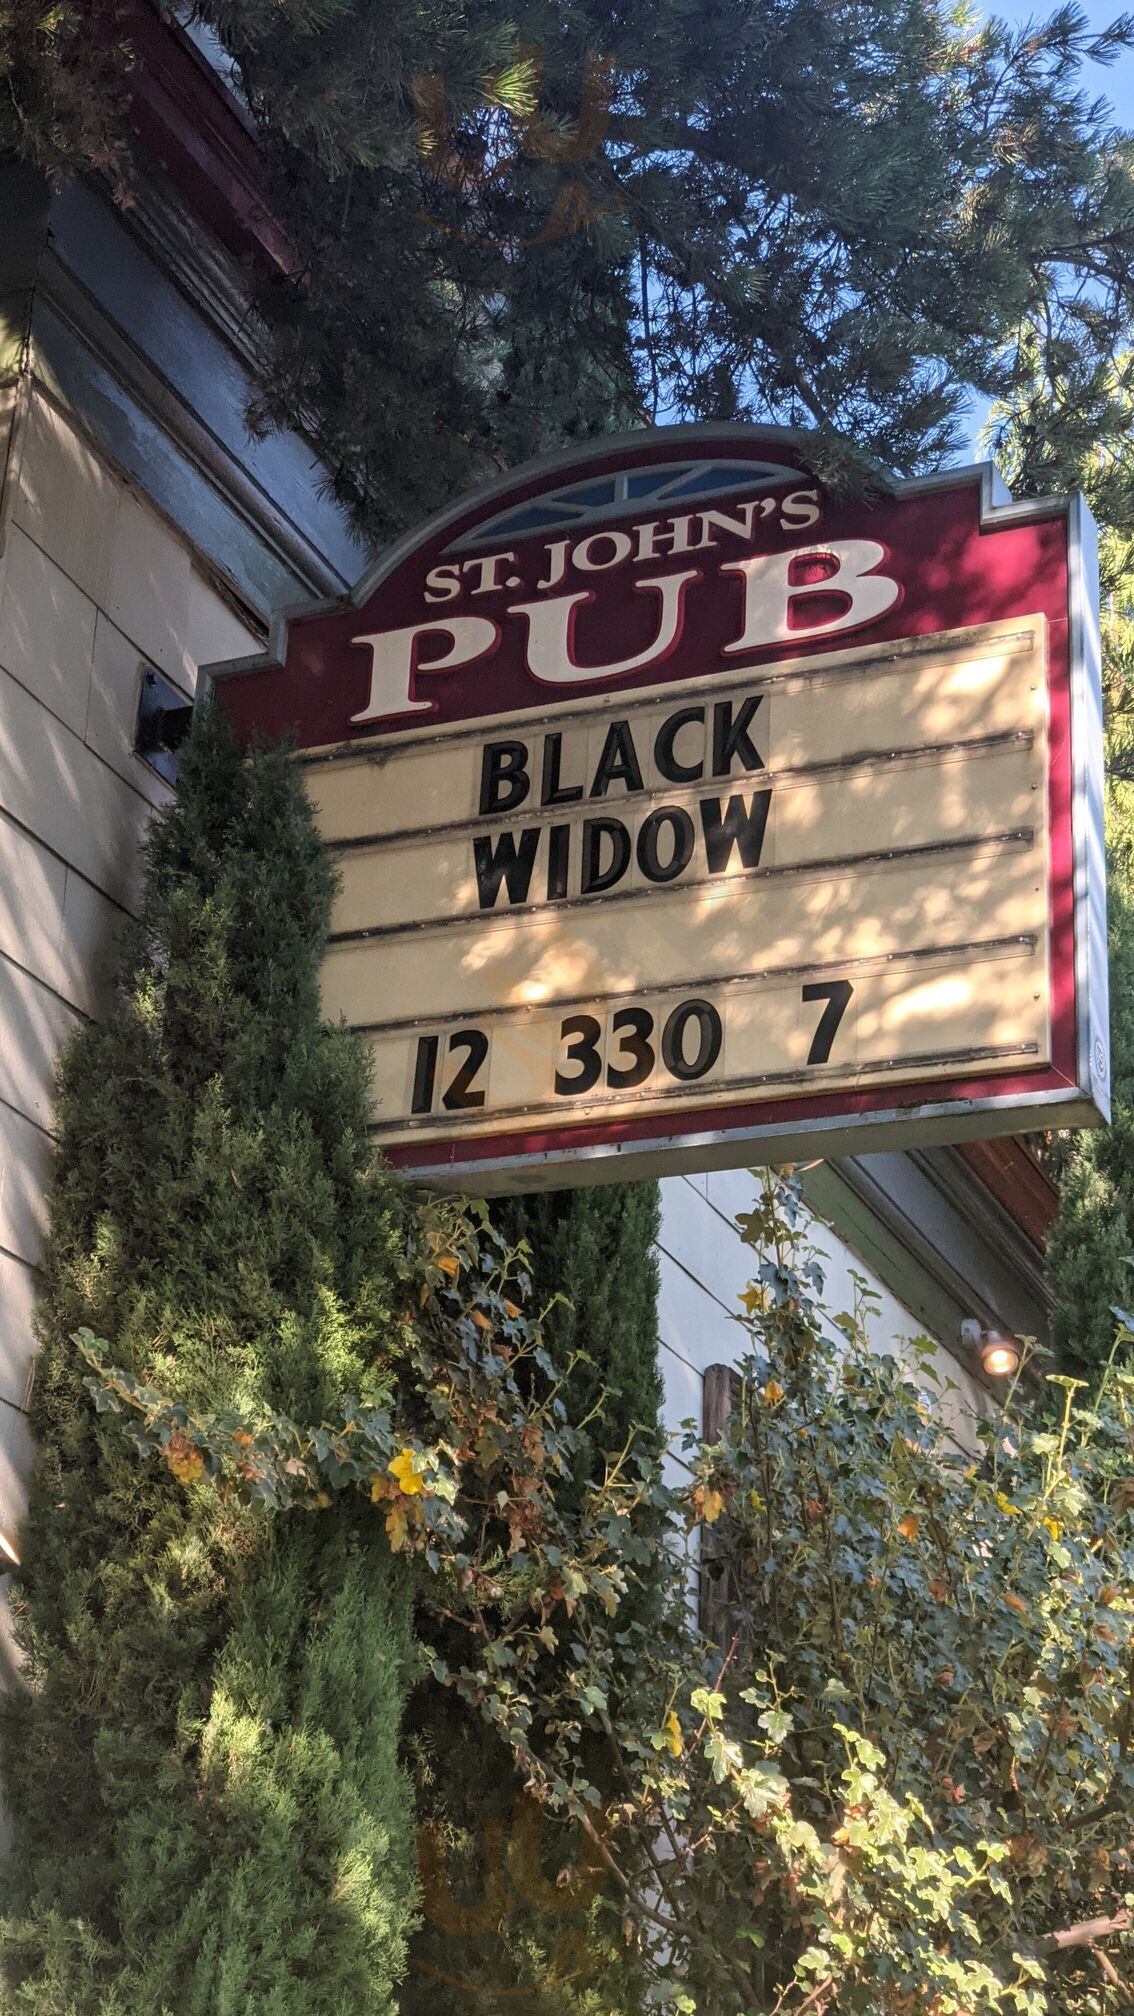 ST. JOHN'S
PUB
BLACK
WIDOW
12 330 7